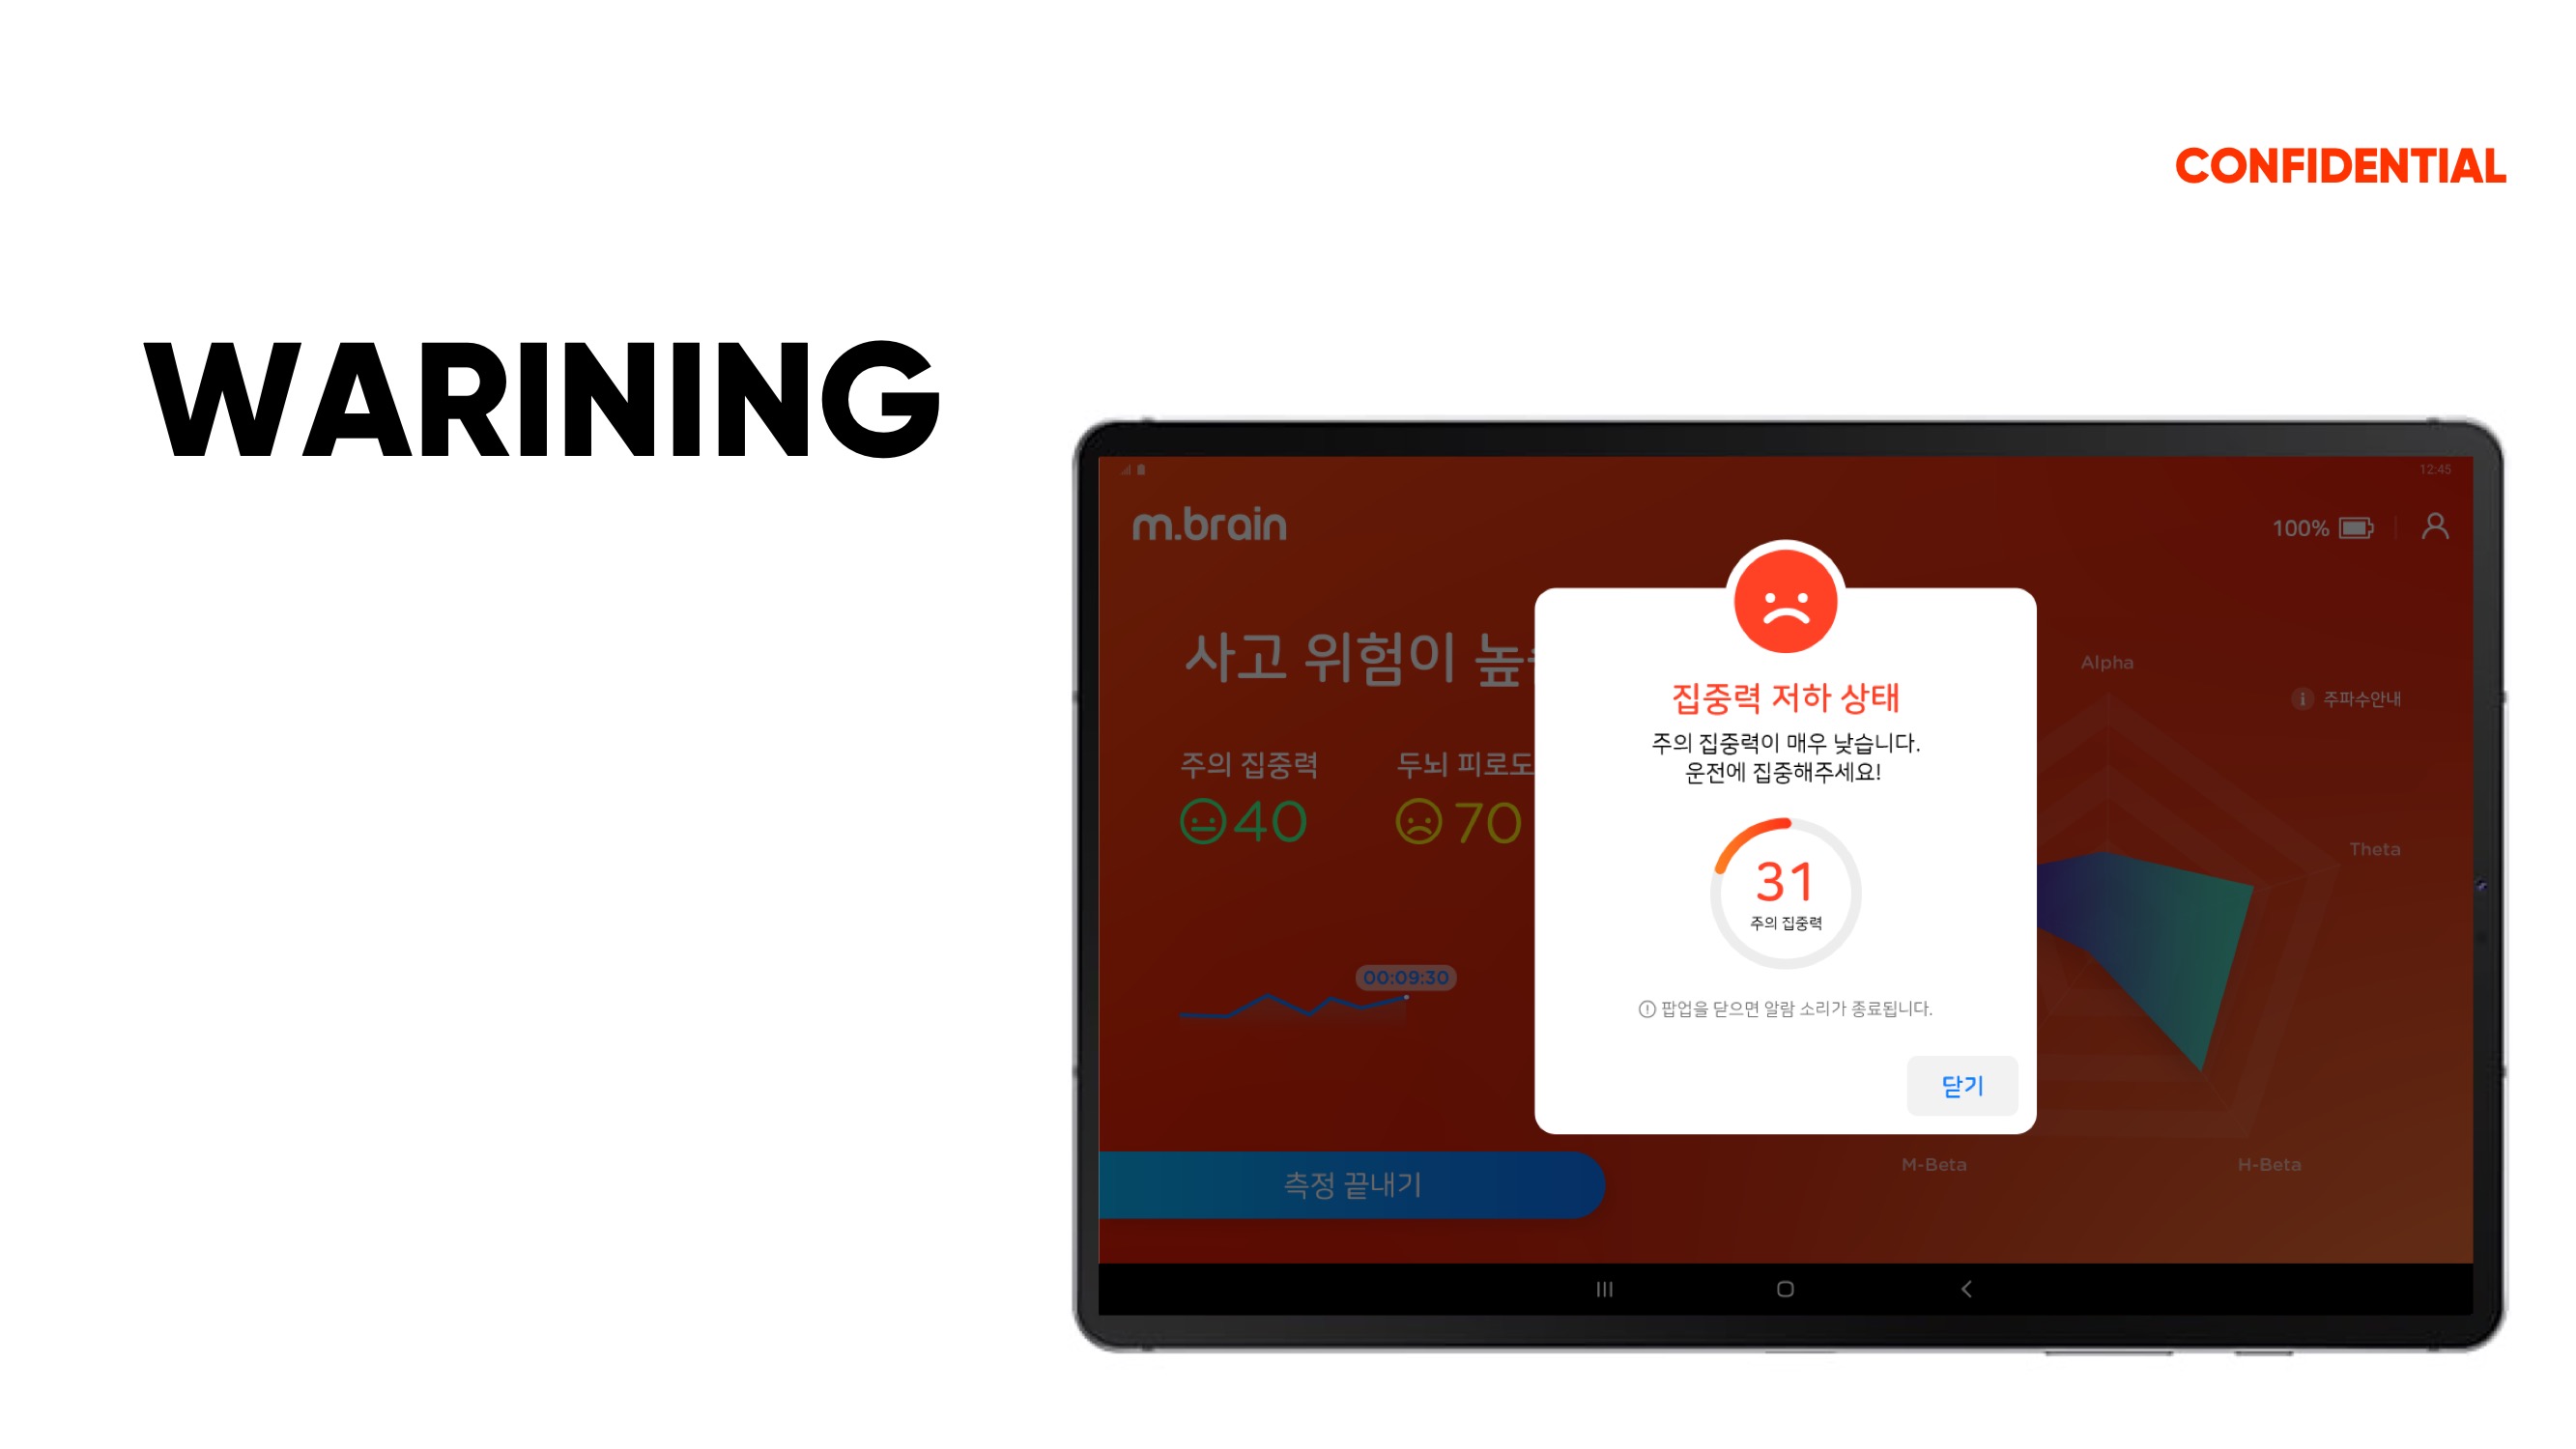 CONFIDENTIAL
WARINING
12:45
m.brain
100%
사고 위험이
주의 집중력
두뇌 피로도
40
70
00:09:30
측정 끝내기
집중력 저하 상태
주의 집중력이 매우 낮습니다.
운전에 집중해주세요!
31
주의 집중력
팝업을 닫으면 알람 소리가 종료됩니다.
닫기
Alpha
주파수안내
Theta
M-Beta
H-Beta